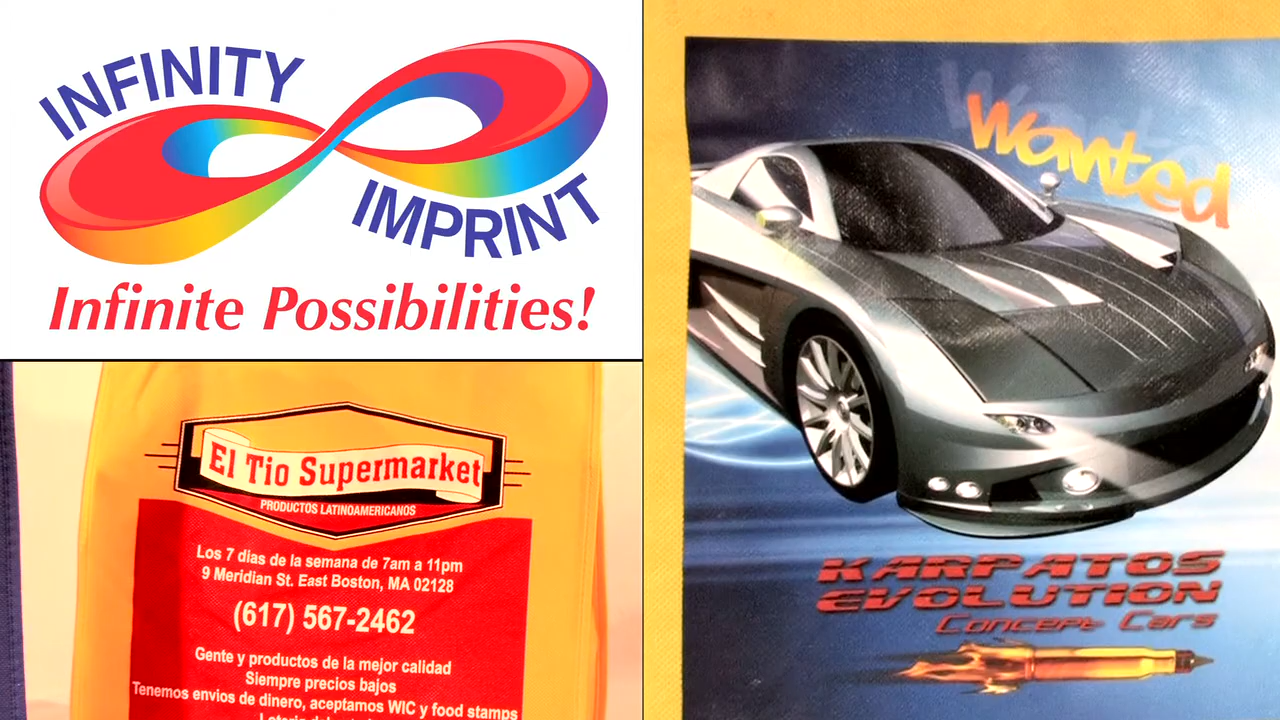 INFINITY
IMPRINT
Infinite Possibilities!
El Tio Supermarket
PRODUCTOS LATINOAMERICANOS
Los 7 dias de la semana de 7am a 11pm
9 Meridian St. East Boston, MA 02128
(617) 567-2462
Gente y productos de la mejor calidad
Siempre precios bajos
Tenemos envios de dinero, aceptamos WIC y food stamps
Wanted
KARPATOS
EVOLUTION
Concept Cars